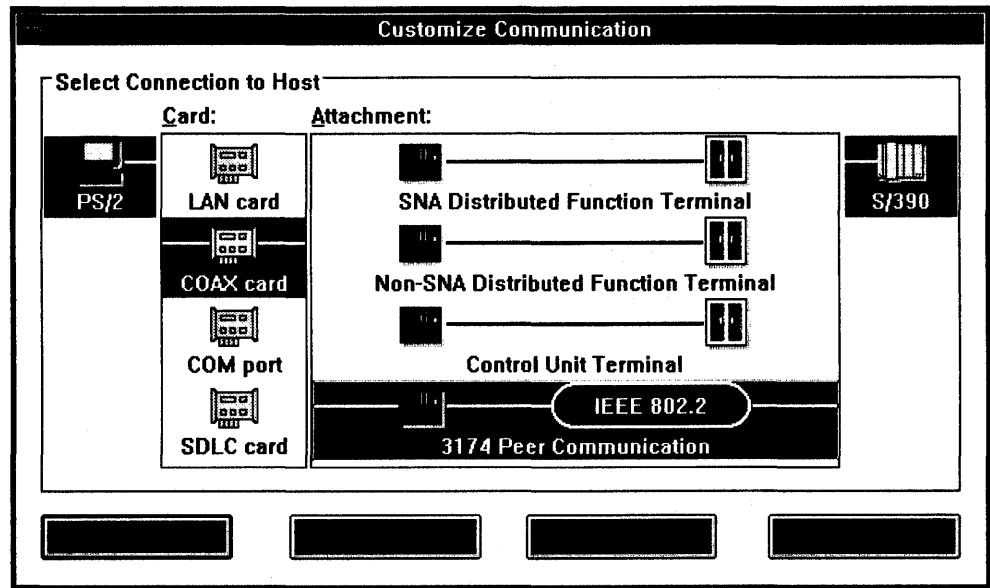 Customize Communication
Select Connection to Host
Card:
Attachment:
PS/2
LAN card
COAX card
COM port
SDLC card
SNA Distributed Function Terminal
Non-SNA Distributed Function Terminal
Control Unit Terminal
IEEE 802.2
3174 Peer Communication
S/390